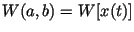 W(a, b) = W[x(t)]